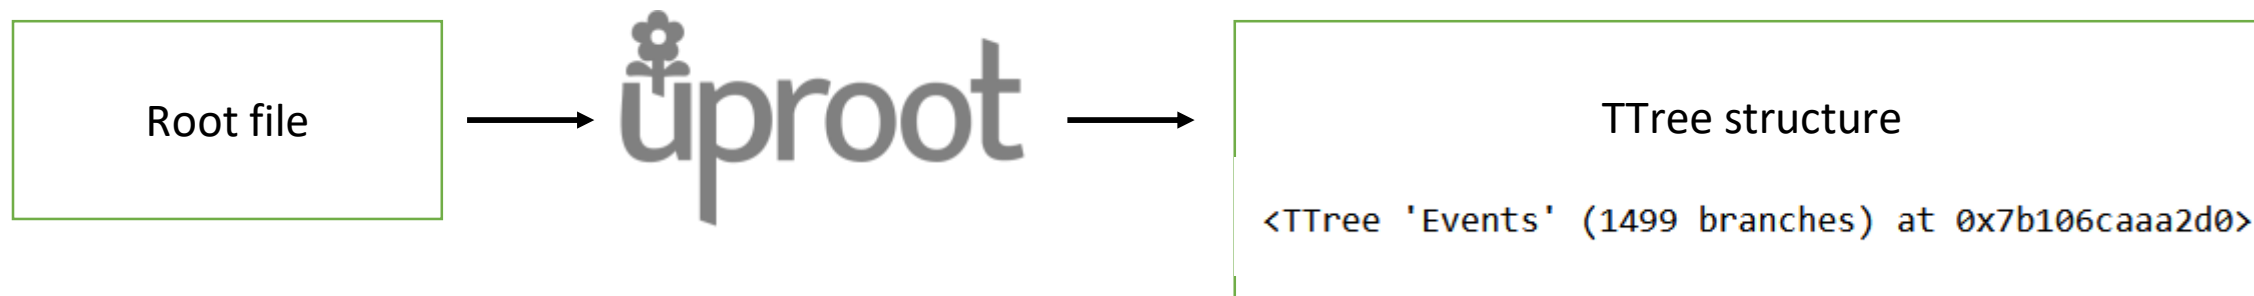 Root file
uproot
TTree structure
<TTree 'Events' (1499 branches) at 0x7b106caaa2d0>